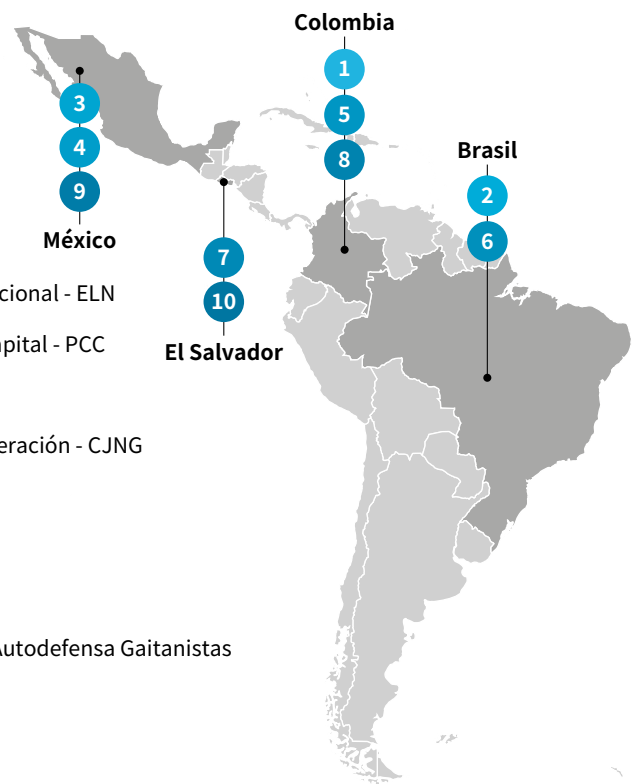 Colombia
1
5
8
3
4
9
México
Brasil
2
6
7
10
El Salvador
cional - ELN
pital - PCC
eración - CJNG
Autodefensa Gaitanistas